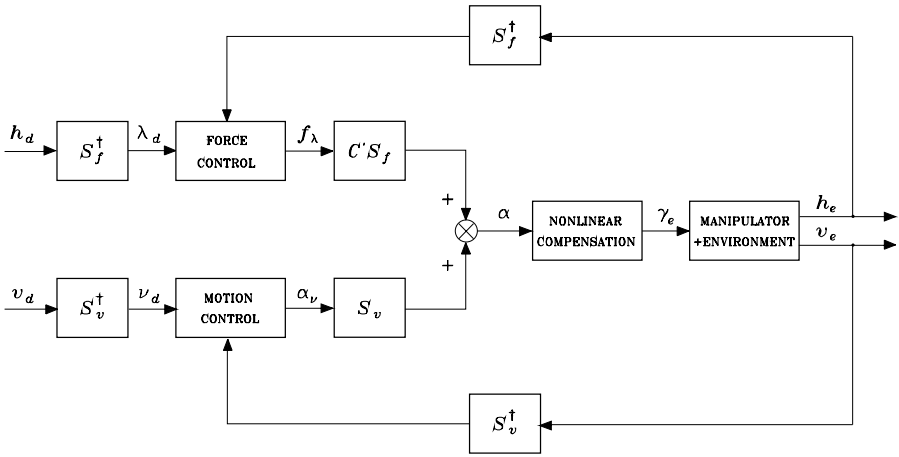 S_f^†
h_d
S_f^†
λ_d
FORCE
CONTROL
f_λ
C'S_f
+
α
NONLINEAR
COMPENSATION
γ_e
MANIPULATOR
+ENVIRONMENT
h_e
v_e
+
v_d
S_v^†
ν_d
MOTION
CONTROL
α_ν
S_v
S_v^†